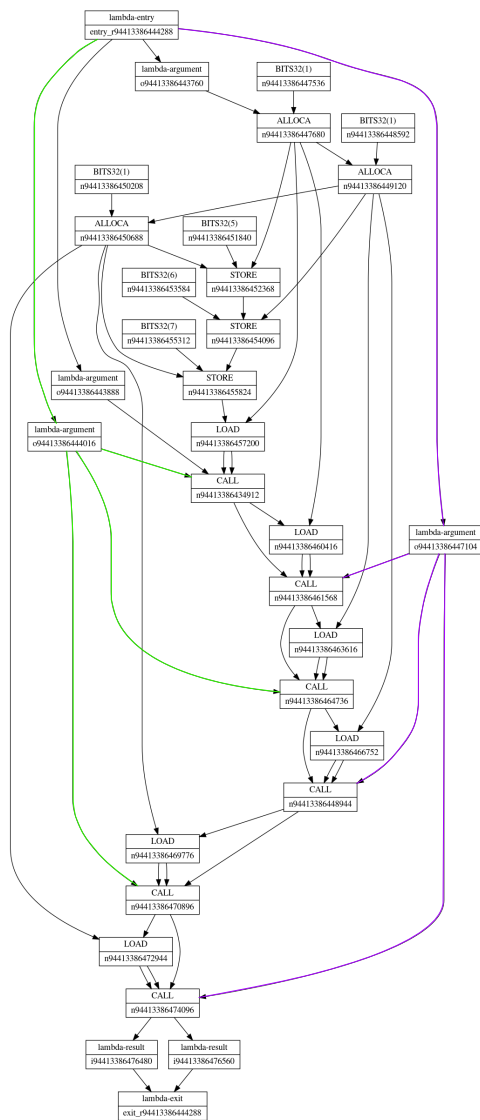 lambda-entry
entry_r94413386444288
lambda-argument
o94413386443760
BITS32(1)
n94413386447536
ALLOCA
n94413386447680
BITS32(1)
n94413386448592
BITS32(1)
n94413386450208
ALLOCA
n94413386449120
ALLOCA
n94413386450688
BITS32(5)
n94413386451840
BITS32(6)
n94413386453584
STORE
n94413386452368
BITS32(7)
n94413386455312
STORE
n94413386454096
lambda-argument
o94413386443888
STORE
n94413386455824
lambda-argument
o94413386444016
LOAD
n94413386457200
CALL
n94413386434912
LOAD
n94413386460416
lambda-argument
o94413386447104
CALL
n94413386461568
LOAD
n94413386463616
CALL
n94413386464736
LOAD
n94413386466752
CALL
n94413386448944
LOAD
n94413386469776
CALL
n94413386470896
LOAD
n94413386472944
CALL
n94413386474096
lambda-result
i94413386476480
lambda-result
i94413386476560
lambda-exit
exit_r94413386444288